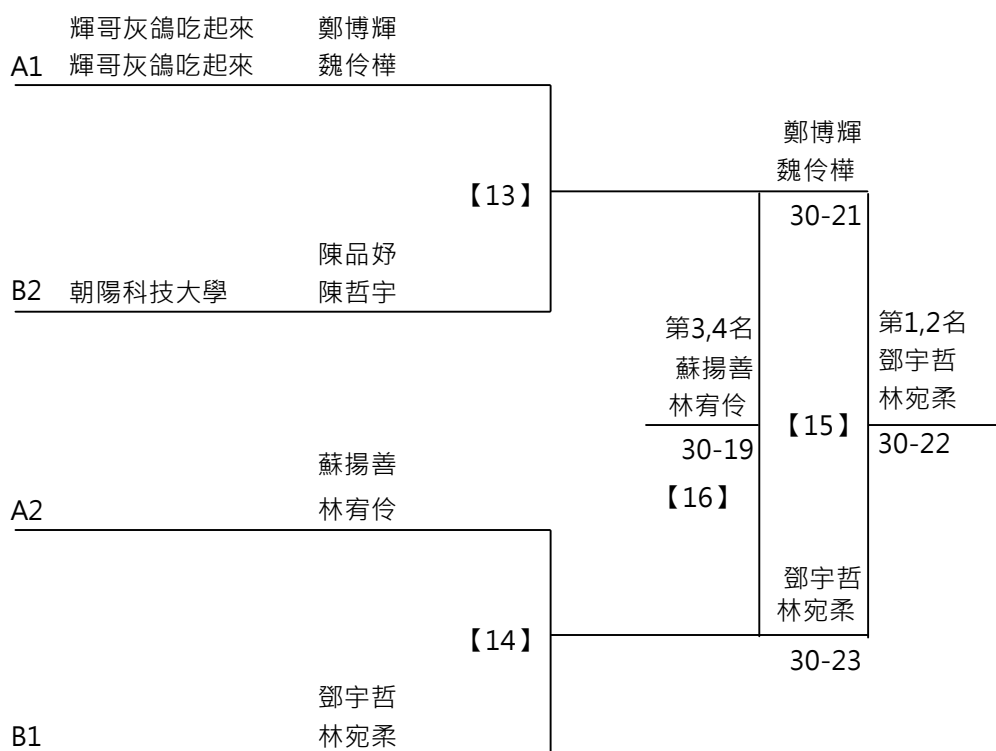 輝哥灰鴿吃起來 鄭博輝
A1 輝哥灰鴿吃起來 魏伶樺
鄭博輝
魏伶樺
【13】
30-21
陳品妤
B2 朝陽科技大學 陳哲宇
第3,4名
蘇揚善
林宥伶
30-19
【16】
【15】
第1,2名
鄧宇哲
林宛柔
30-22
蘇揚善
A2 林宥伶
鄧宇哲
林宛柔
【14】
30-23
鄧宇哲
B1 林宛柔